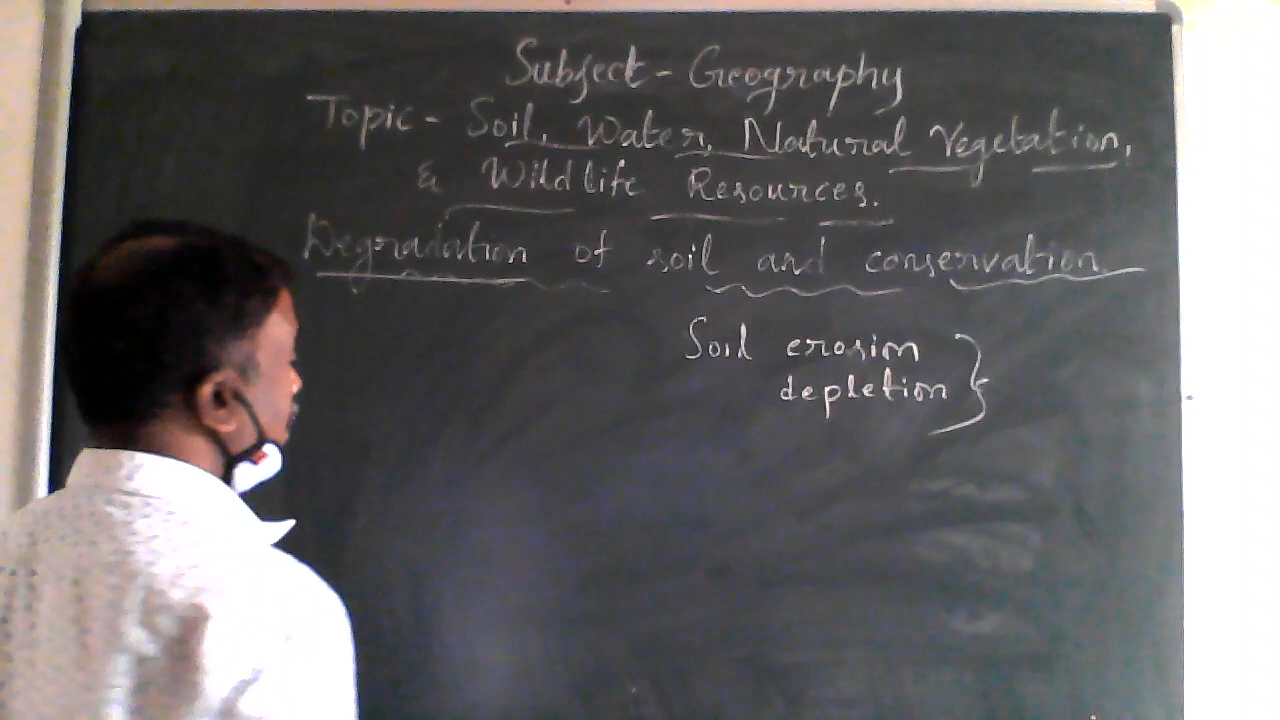 Subject - Geography
Topic - Soil, Water, Natural Vegetation,
& Wildlife Resources.
Degradation of soil and conservation
Soil erosion
depletion